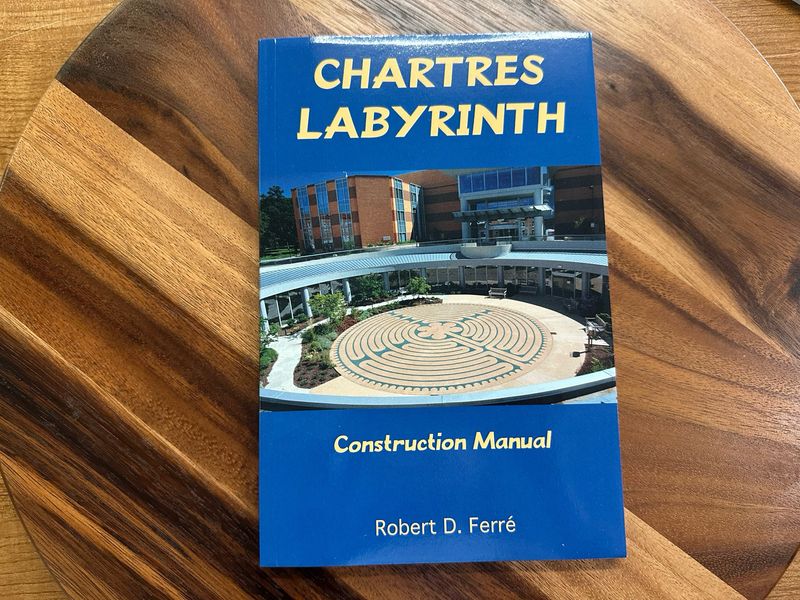 CHARTRES
LABYRINTH
Construction Manual
Robert D. Ferré